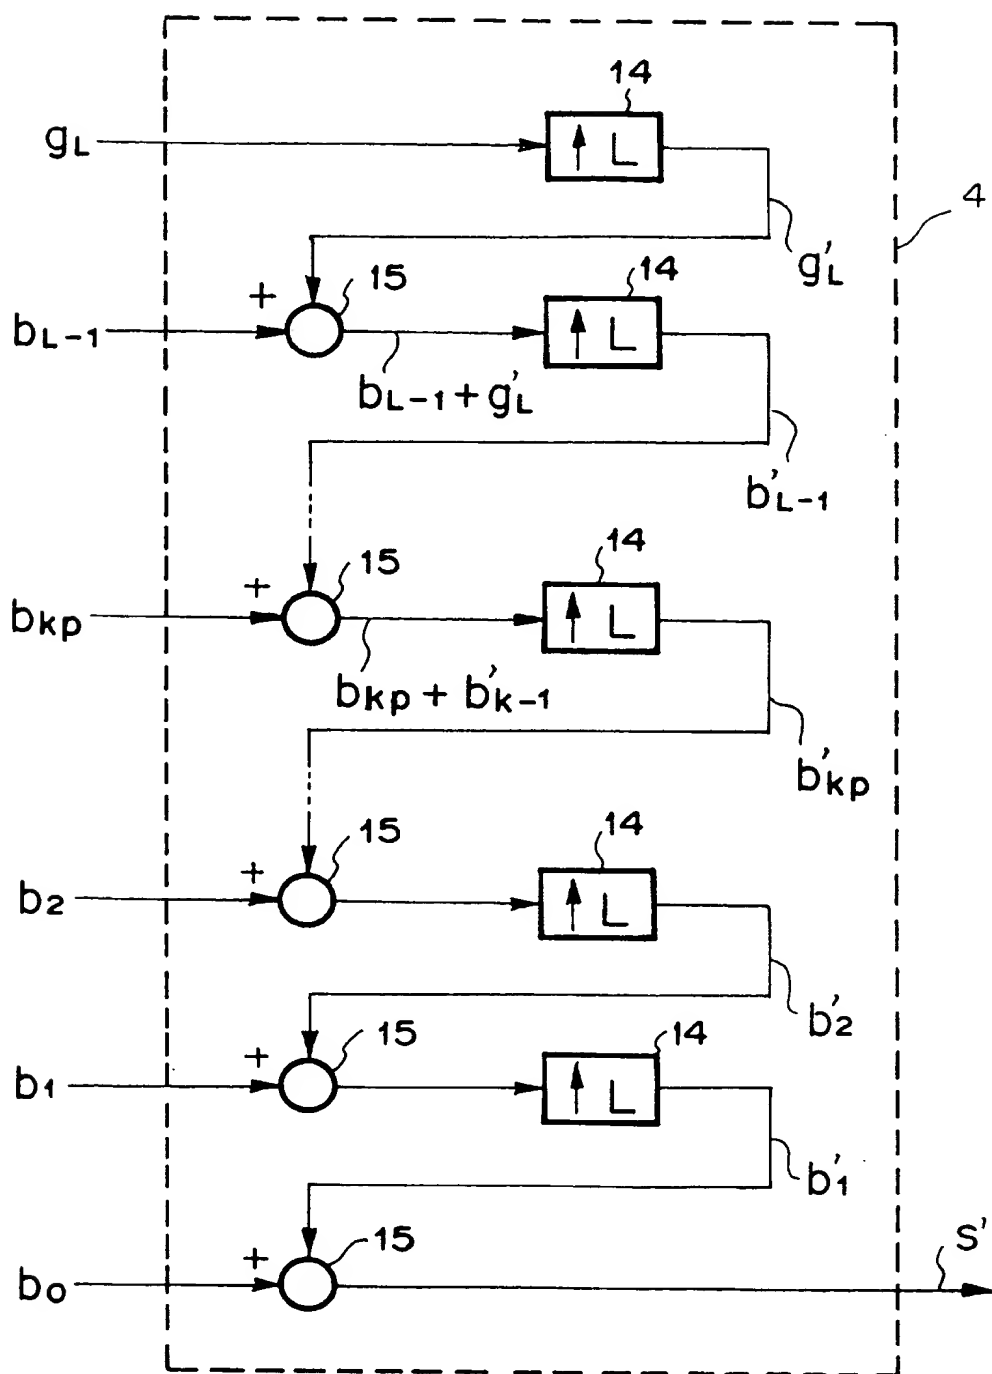 14
gL
↑ L
4
g'L
+
15
14
bL-1
↑ L
bL-1 + g'L
b'L-1
+
15
14
bkp
↑ L
bkp + b'k-1
b'kp
+
15
14
b2
↑ L
b'2
+
15
14
b1
↑ L
b'1
+
15
s'
b0